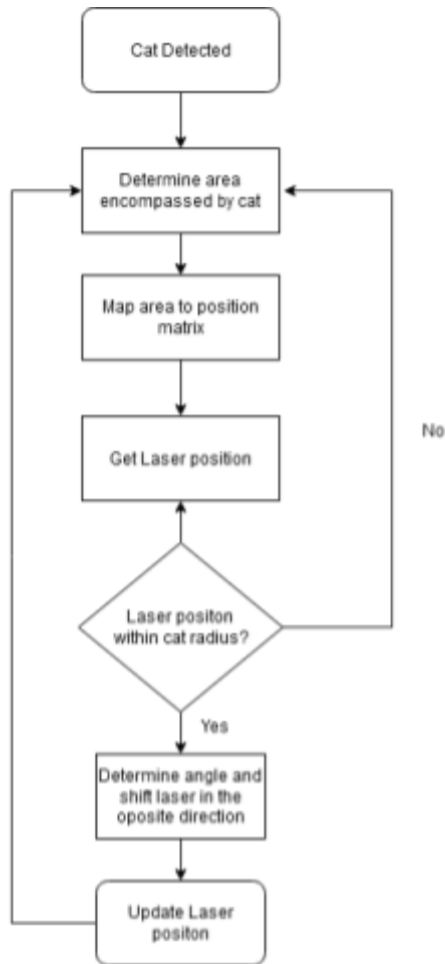 Cat Detected
Determine area
encompassed by cat
Map area to position
matrix
Get Laser position
No
Laser positon
within cat radius?
Yes
Determine angle and
shift laser in the
oposite direction
Update Laser
positon